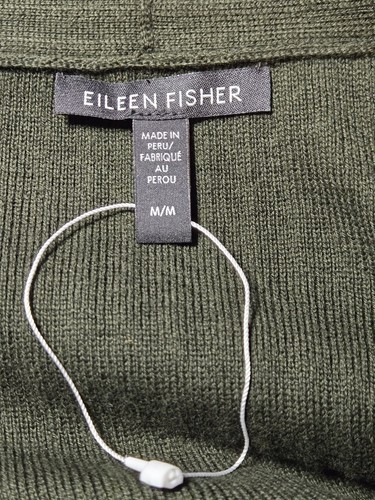 EILEEN FISHER
MADE IN
PERU/
FABRIQUÉ
AU
PEROU
M/M